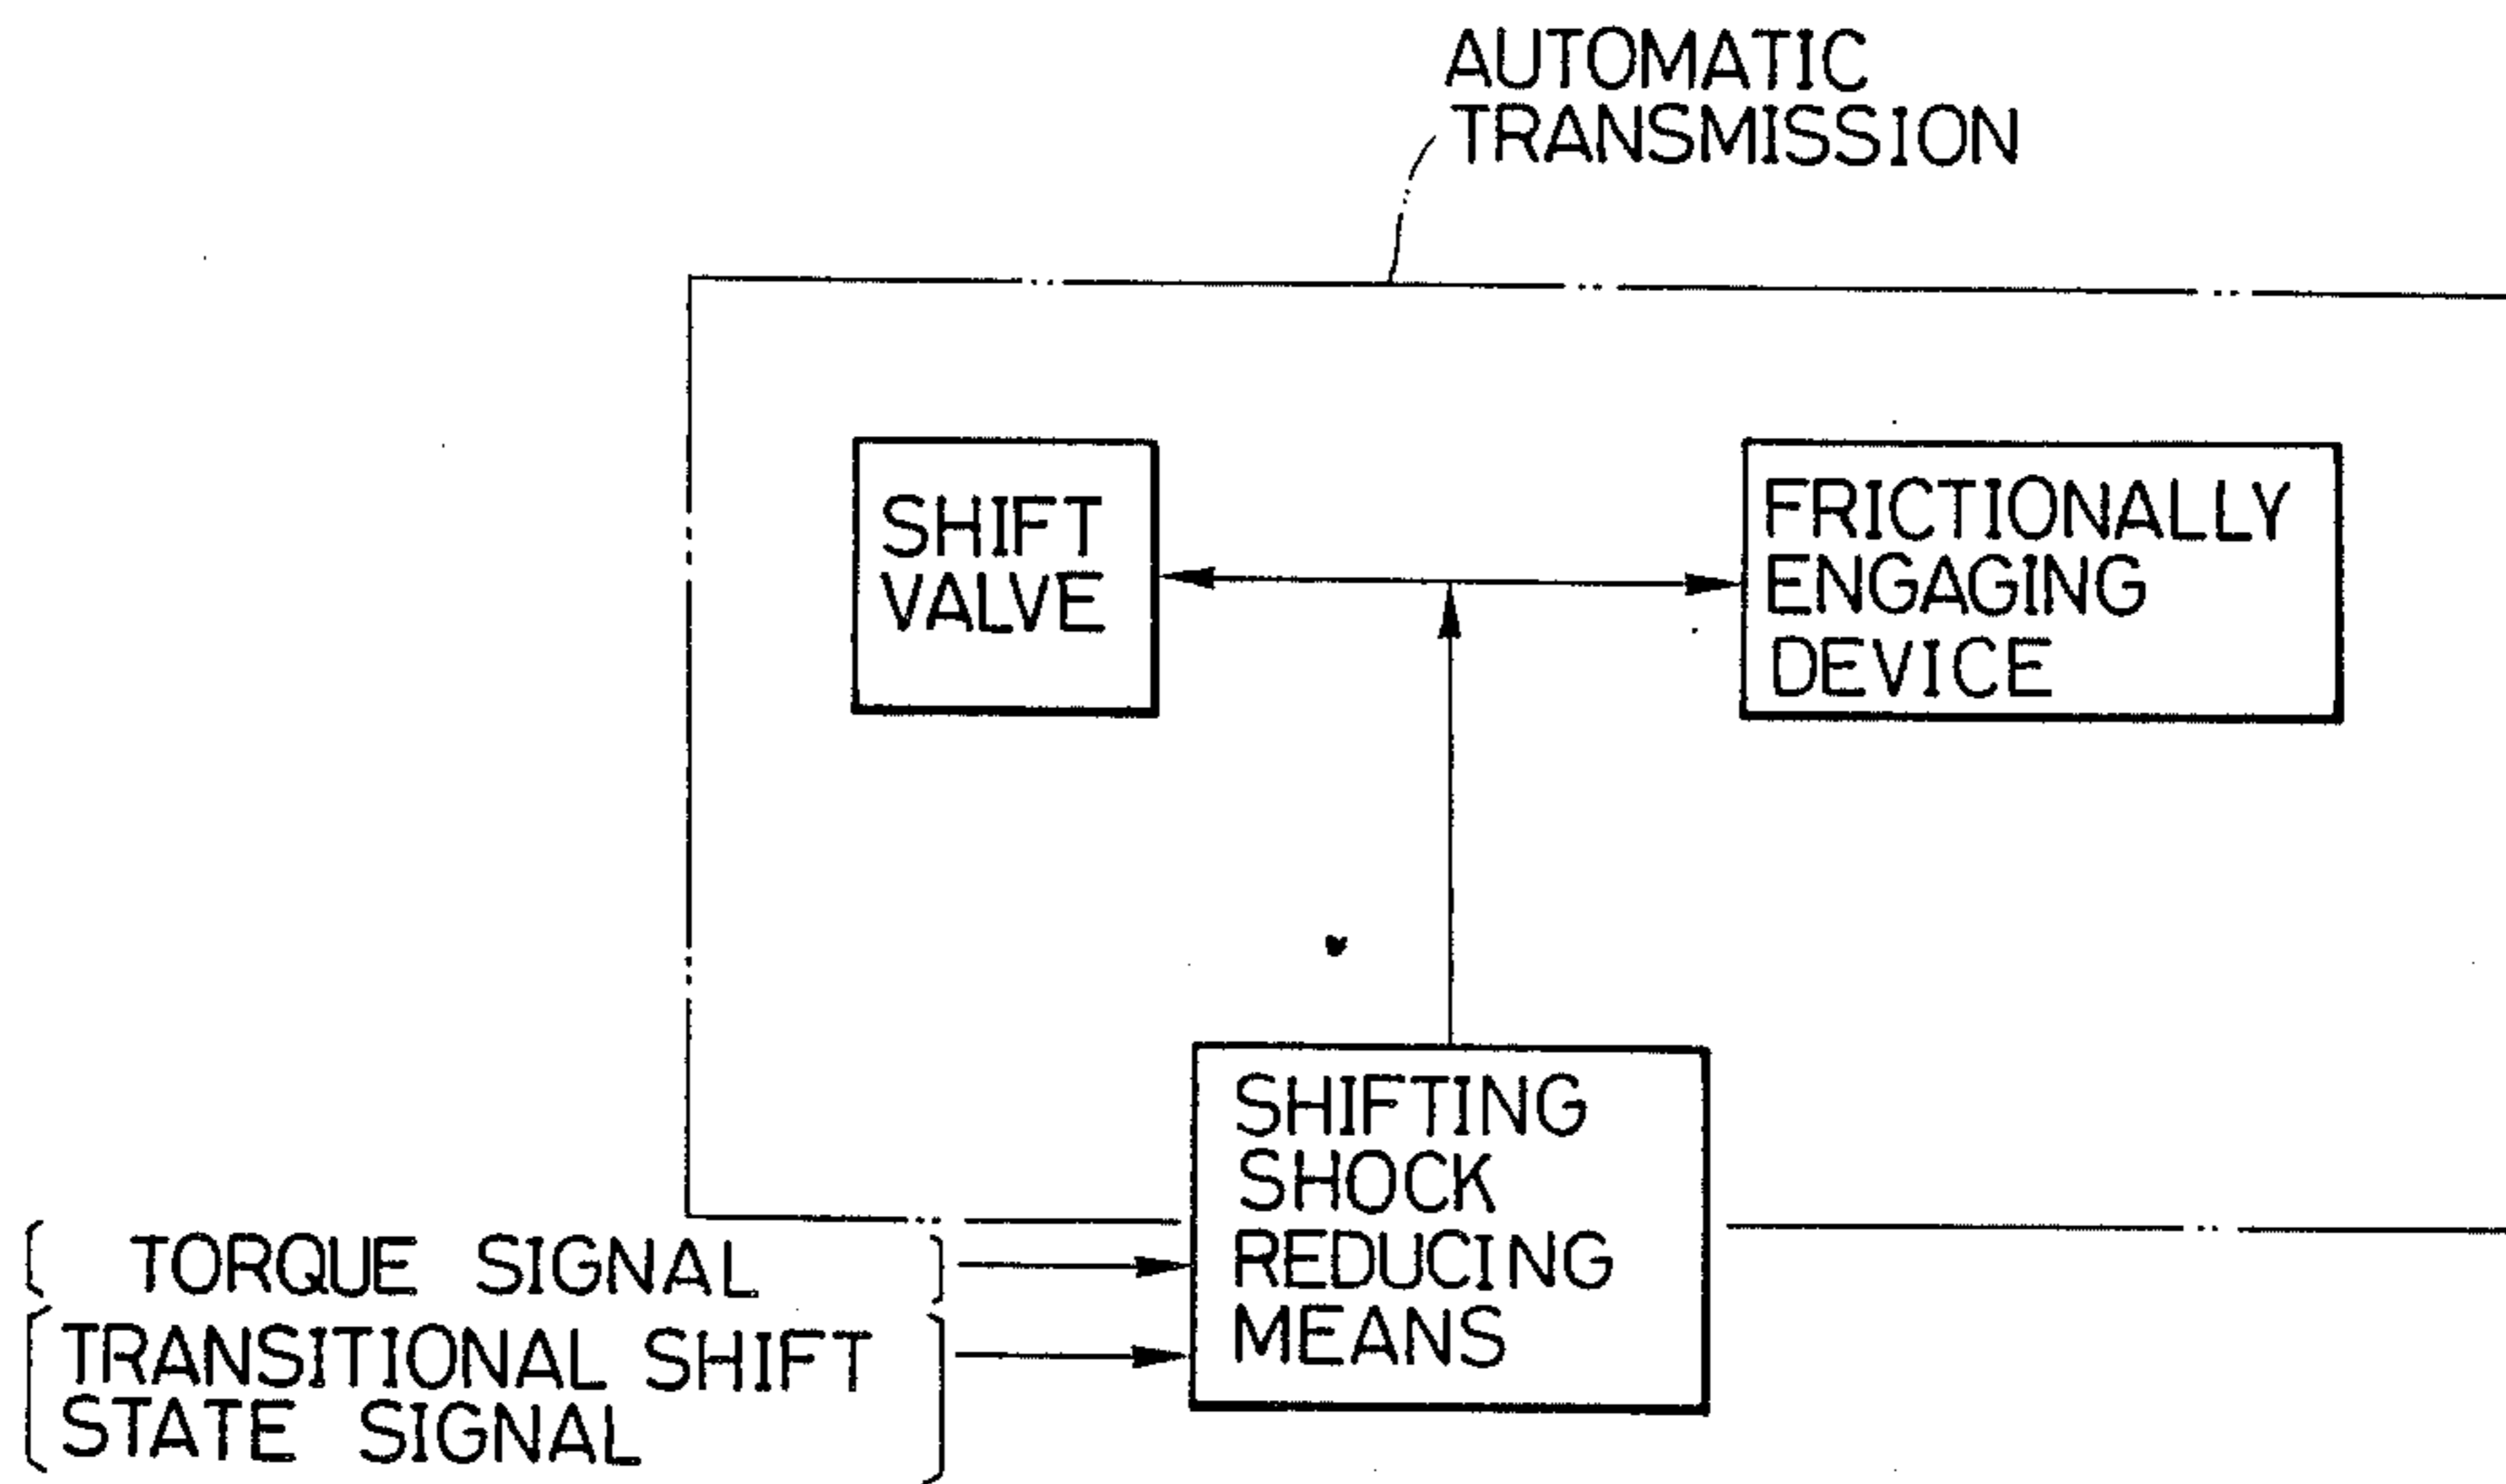 AUTOMATIC
TRANSMISSION
SHIFT
VALVE
FRICTIONALLY
ENGAGING
DEVICE
SHIFTING
SHOCK
REDUCING
MEANS
TORQUE SIGNAL
TRANSITIONAL SHIFT
STATE SIGNAL